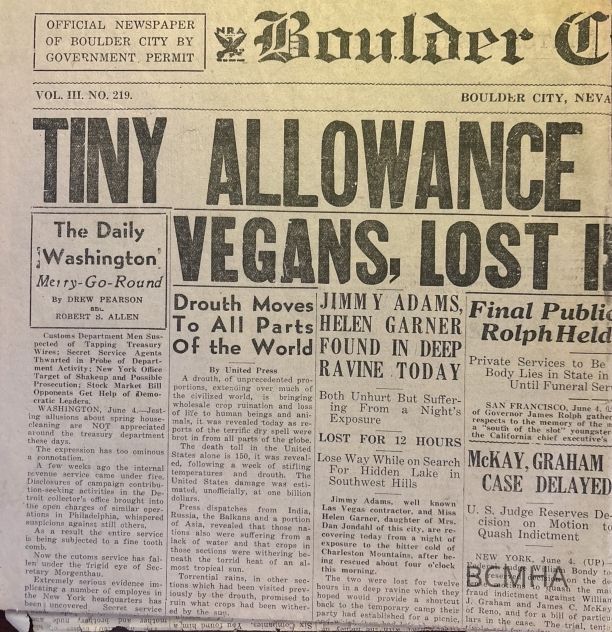 OFFICIAL NEWSPAPER
OF BOULDER CITY BY
GOVERNMENT PERMIT
NRA
Boulder C
VOL. III. NO. 219.
BOULDER CITY, NEVA
TINY ALLOWANCE
VEGANS, LOST I
The Daily
Washington
Merry-Go-Round
By DREW PEARSON
and
ROBERT S. ALLEN
Customs Department Men Sus-
pected of Tapping Treasury
Wires; Secret Service Agents
Thwarted in Probe of Depart-
ment Activity; New York Office
Target of Shakeup and Possible
Prosecution; Stock Market Bill
Opponents Get Help of Demo-
cratic Leaders.
WASHINGTON, June 4.—Jest-
ing allusions about spring house-
cleaning are NOT appreciated
around the treasury department
these days.
The expression has too ominous
a connotation.
A few weeks ago the internal
revenue service came under fire.
Disclosures of campaign contribu-
tion-seeking activities in the De-
troit collector's office brought into
the open charges of similar oper-
ations in Philadelphia, whispered
suspicions against still others.
As a result the entire service
is being subjected to a fine tooth
comb.
Now the customs service has fal-
len under the frigid eye of Sec-
retary Morgenthau.
Extremely serious evidence im-
plicating a number of employes in
the New York headquarters has
been uncovered. Secret service
Drouth Moves
To All Parts
Of the World
By United Press
A drouth, of unprecedented pro-
portions, extending over much of
the civilized world, is bringing
wholesale crop ruination and loss
of life to human beings and ani-
mals, it was revealed today as re-
ports of the terrific dry spell were
brot in from all parts of the globe.
The death toll in the United
States alone is 150, it was reveal-
ed, following a week of stifling
temperatures and drouth. The
United States damage was esti-
mated, unofficially, at one billion
dollars.
Press dispatches from India,
Russia, the Balkans and a portion
of Asia, revealed that those na-
tions also were suffering from a
lack of water and that crops in
those sections were withering be-
neath the torrid heat of an al-
most tropical sun.
Torrential rains, in other sec-
tions which had been visited prev-
iously by the drouth, promised to
ruin what crops had been wither-
ed by the sun.
JIMMY ADAMS,
HELEN GARNER
FOUND IN DEEP
RAVINE TODAY
Both Unhurt But Suffer-
ing From a Night's
Exposure
LOST FOR 12 HOURS
Lose Way While on Search
For Hidden Lake in
Southwest Hills
Jimmy Adams, well known
Las Vegas contractor, and Miss
Helen Garner, daughter of Mrs.
Dan Jandahl of this city, are re-
covering today from a night of
exposure to the bitter cold of
Charleston Mountains, after be-
ing rescued about four o'clock
this morning.
The two were lost for twelve
hours in a deep ravine which they
hoped would provide a shortcut
back to the temporary camp their
party had established for a picnic.
Final Public
Rolph Held
Private Services to Be
Body Lies in State in
Until Funeral Ser
SAN FRANCISCO, June 4.
of Governor James Rolph gathe
respects to the memory of the m
a "south of the slot" youngster
the California chief executive's
McKAY, GRAHAM
CASE DELAYED
U. S. Judge Reserves De-
cision on Motion to
Quash Indictment
NEW YORK, June 4. (UP)—
Federal Judge
on the de
quash the ma
fraud indictment against William
J. Graham and James C. McKay
of Reno, and for a bill of partic
lars in the case. The trial, tent
BCMHA